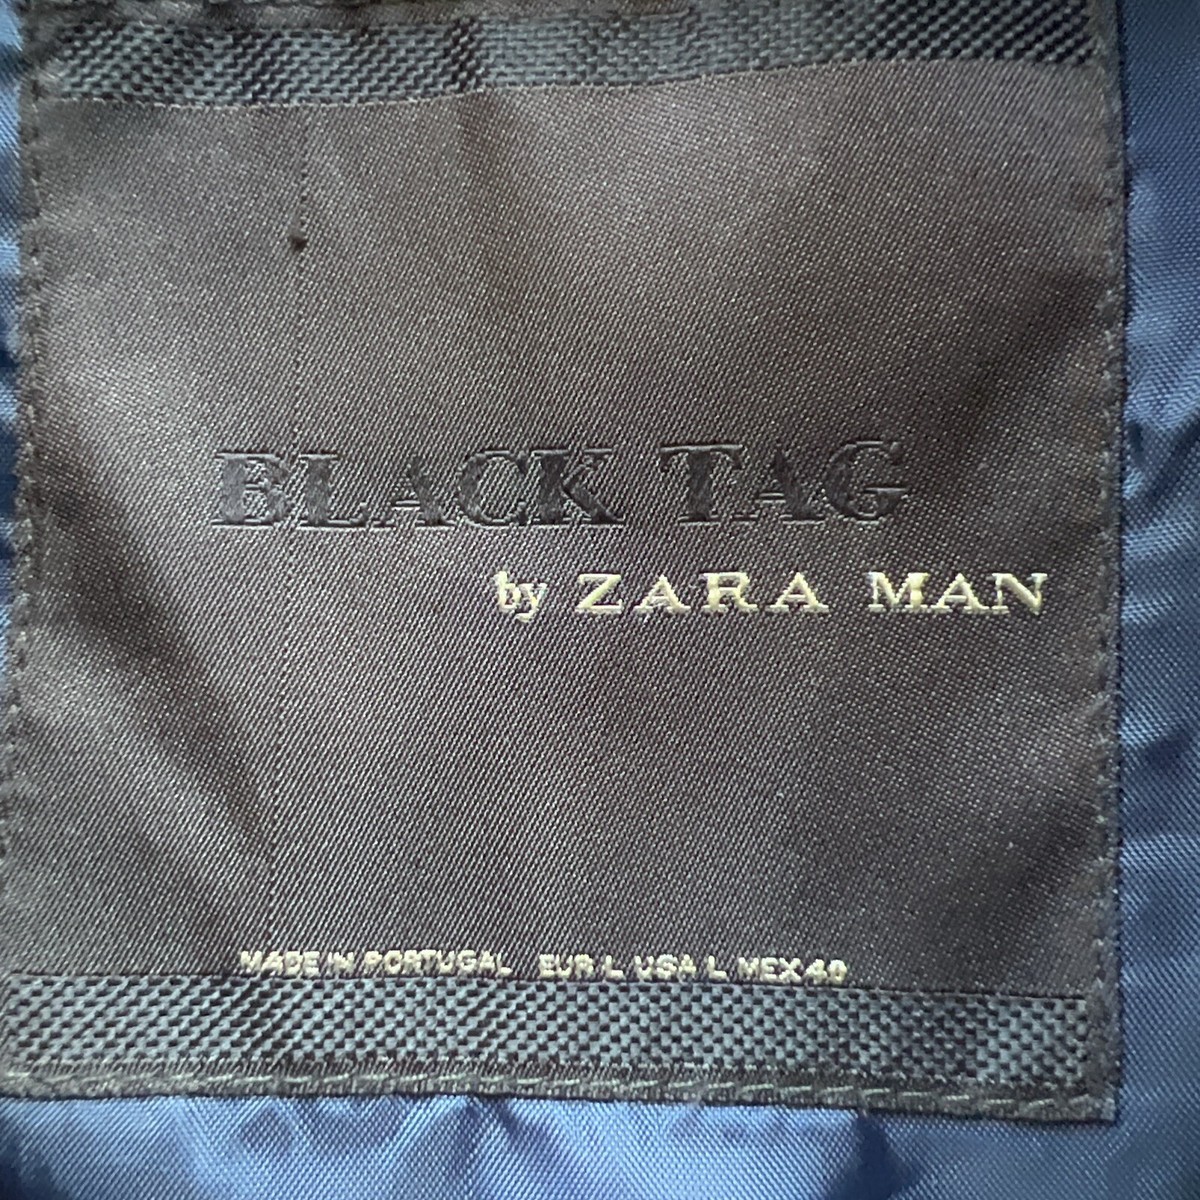 BLACK TAG
by ZARA MAN
MADE IN PORTUGAL EUR L USA L MEX 40